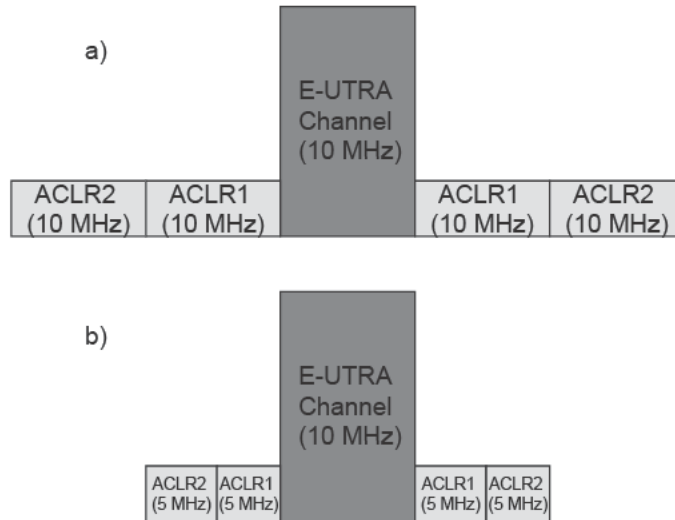 a)
E-UTRA
Channel
(10 MHz)
ACLR2
(10 MHz)
ACLR1
(10 MHz)
ACLR1
(10 MHz)
ACLR2
(10 MHz)
b)
E-UTRA
Channel
(10 MHz)
ACLR2
(5 MHz)
ACLR1
(5 MHz)
ACLR1
(5 MHz)
ACLR2
(5 MHz)